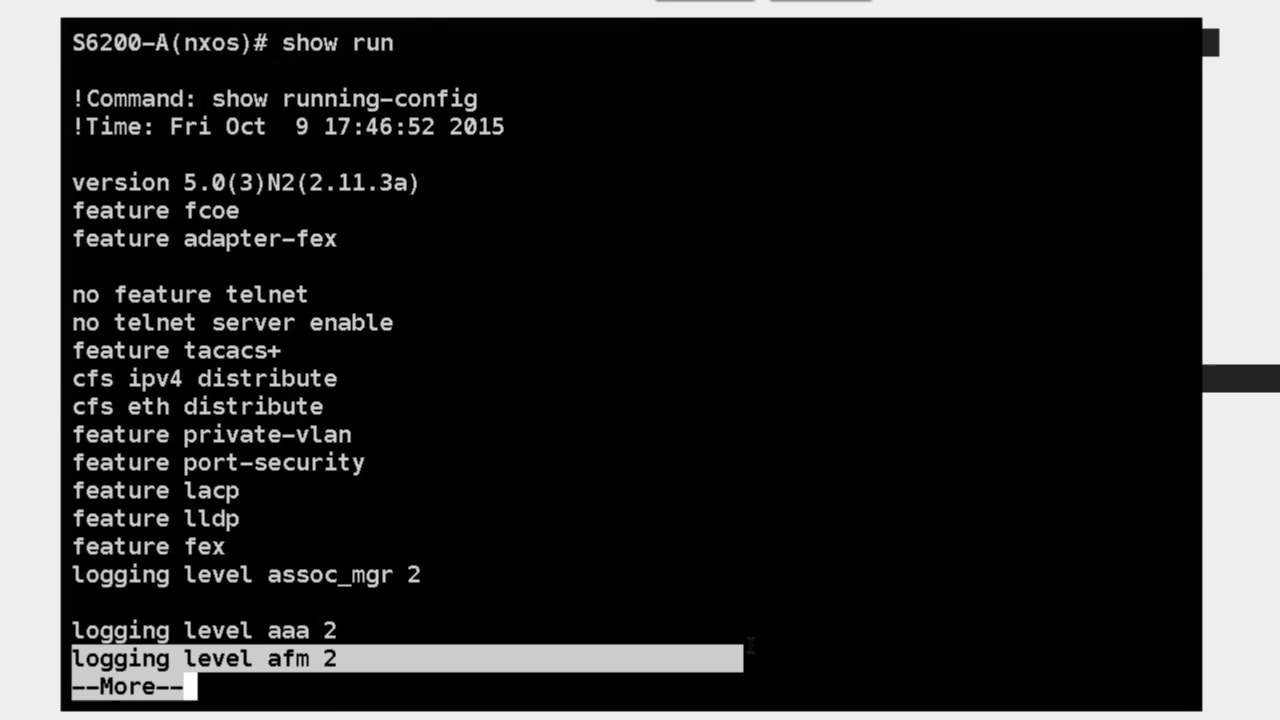 S6200-A(nxos)# show run
!Command: show running-config
!Time: Fri Oct  9 17:46:52 2015
version 5.0(3)N2(2.11.3a)
feature fcoe
feature adapter-fex
no feature telnet
no telnet server enable
feature tacacs+
cfs ipv4 distribute
cfs eth distribute
feature private-vlan
feature port-security
feature lacp
feature lldp
feature fex
logging level assoc_mgr 2
logging level aaa 2
logging level afm 2
--More--